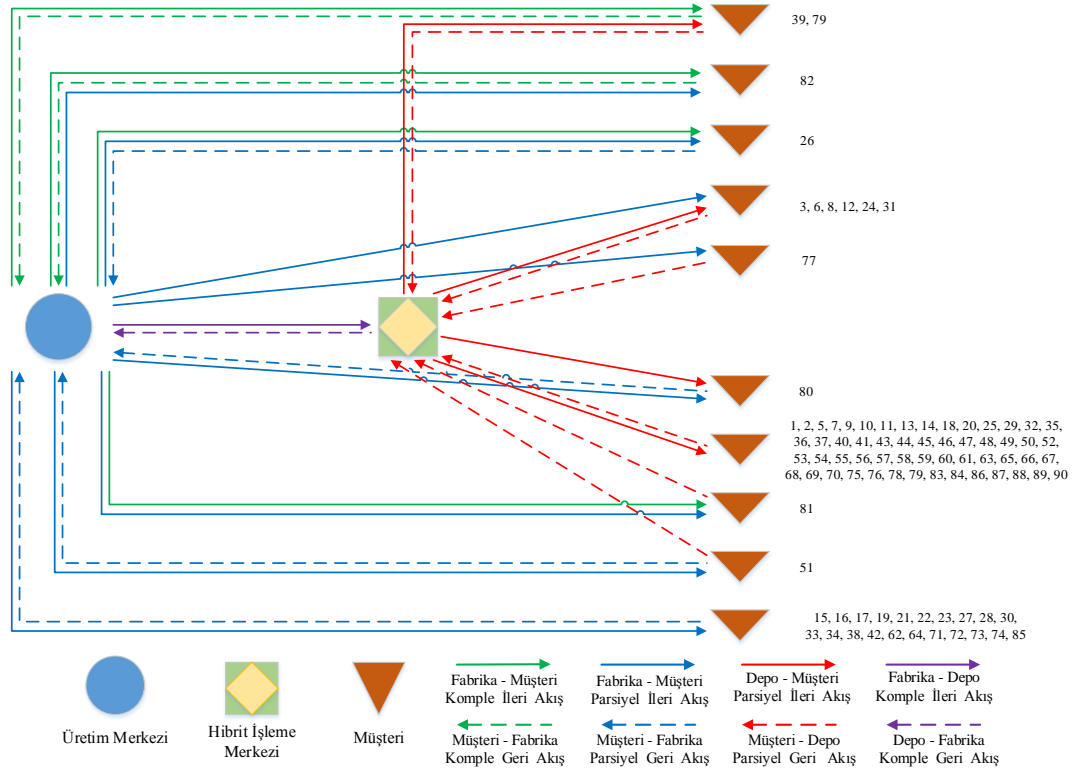 39, 79
82
26
3, 6, 8, 12, 24, 31
77
80
1, 2, 5, 7, 9, 10, 11, 13, 14, 18, 20, 25, 29, 32, 35,
36, 37, 40, 41, 43, 44, 45, 46, 47, 48, 49, 50, 52,
53, 54, 55, 56, 57, 58, 59, 60, 61, 63, 65, 66, 67,
68, 69, 70, 75, 76, 78, 79, 83, 84, 86, 87, 88, 89, 90
81
51
15, 16, 17, 19, 21, 22, 23, 27, 28, 30,
33, 34, 38, 42, 62, 64, 71, 72, 73, 74, 85
Üretim Merkezi
Hibrit İşleme
Merkezi
Müşteri
Fabrika - Müşteri
Komple İleri Akış
Fabrika - Müşteri
Parsiyel İleri Akış
Depo - Müşteri
Parsiyel İleri Akış
Fabrika - Depo
Komple İleri Akış
Müşteri - Fabrika
Komple Geri Akış
Müşteri - Fabrika
Parsiyel Geri Akış
Müşteri - Depo
Parsiyel Geri Akış
Depo - Fabrika
Komple Geri Akış